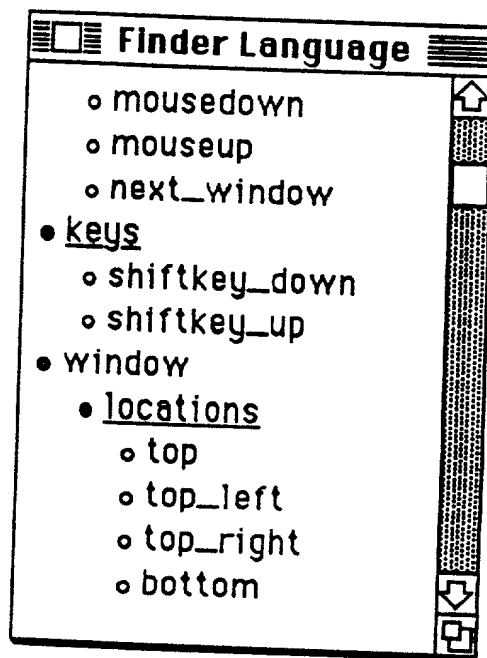 Finder Language
mousedown
mouseup
next_window
keys
shiftkey_down
shiftkey_up
window
locations
top
top_left
top_right
bottom